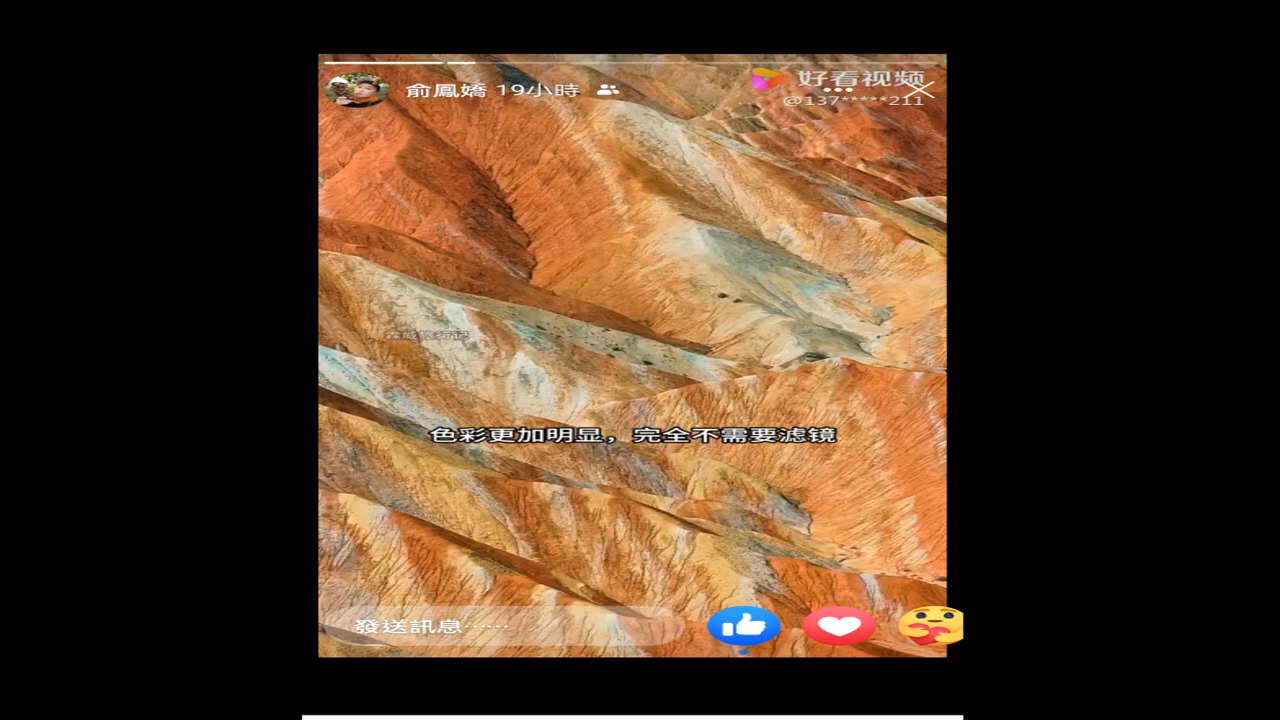 俞鳳嬌 19小時
好看视频
@137*****211
色彩更加明显，完全不需要滤镜
發送訊息……